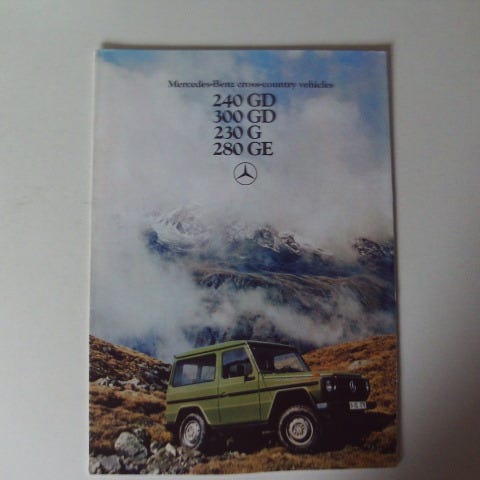 Mercedes-Benz cross-country vehicles
240 GD
300 GD
230 G
280 GE